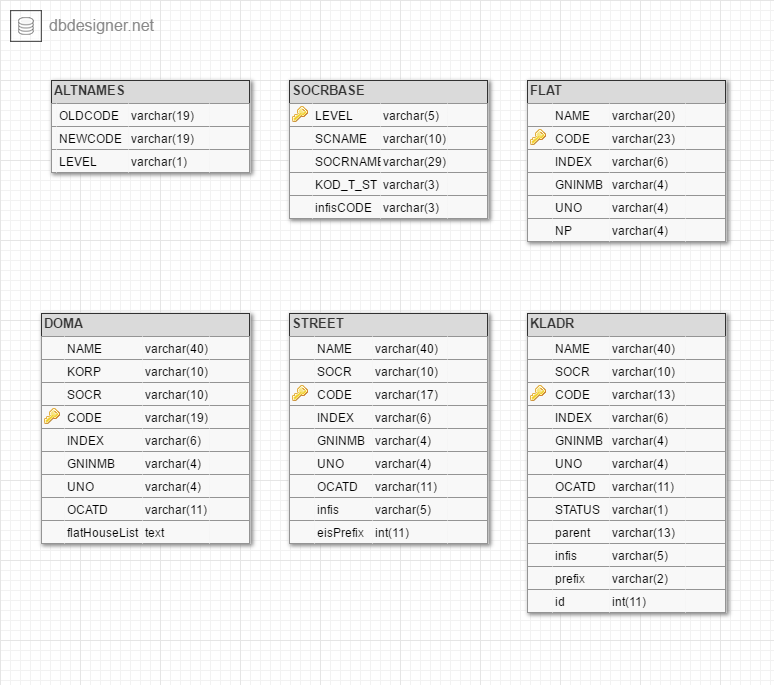 dbdesigner.net
ALTNAMES
OLDCODE varchar(19)
NEWCODE varchar(19)
LEVEL varchar(1)
SOCRBASE
LEVEL varchar(5)
SCNAME varchar(10)
SOCRNAME varchar(29)
KOD_T_ST varchar(3)
infisCODE varchar(3)
FLAT
NAME varchar(20)
CODE varchar(23)
INDEX varchar(6)
GNINMB varchar(4)
UNO varchar(4)
NP varchar(4)
DOMA
NAME varchar(40)
KORP varchar(10)
SOCR varchar(10)
CODE varchar(19)
INDEX varchar(6)
GNINMB varchar(4)
UNO varchar(4)
OCATD varchar(11)
flatHouseList text
STREET
NAME varchar(40)
SOCR varchar(10)
CODE varchar(17)
INDEX varchar(6)
GNINMB varchar(4)
UNO varchar(4)
OCATD varchar(11)
infis varchar(5)
eisPrefix int(11)
KLADR
NAME varchar(40)
SOCR varchar(10)
CODE varchar(13)
INDEX varchar(6)
GNINMB varchar(4)
UNO varchar(4)
OCATD varchar(11)
STATUS varchar(1)
parent varchar(13)
infis varchar(5)
prefix varchar(2)
id int(11)